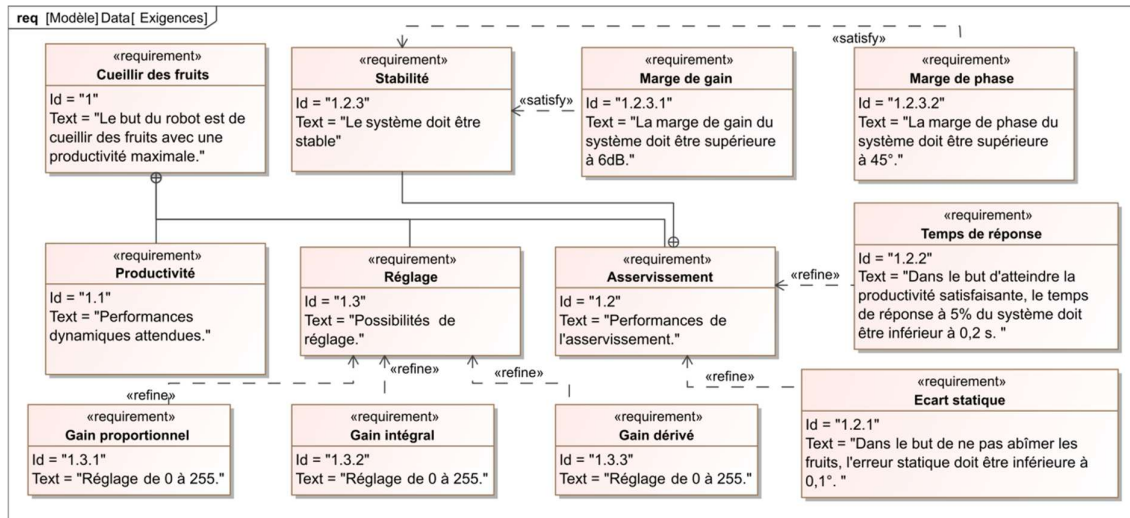 req [Modèle] Data[ Exigences]
«satisfy»
«requirement»
Cueillir des fruits
Id = "1"
Text = "Le but du robot est de
cueillir des fruits avec une
productivité maximale."
«requirement»
Stabilité
Id = "1.2.3"
Text = "Le système doit être
stable"
«satisfy»
«requirement»
Marge de gain
Id = "1.2.3.1"
Text = "La marge de gain du
système doit être supérieure
à 6dB."
«requirement»
Marge de phase
Id = "1.2.3.2"
Text = "La marge de phase du
système doit être supérieure
à 45°."
«requirement»
Productivité
Id = "1.1"
Text = "Performances
dynamiques attendues."
«requirement»
Réglage
Id = "1.3"
Text = "Possibilités de
réglage."
«requirement»
Asservissement
Id = "1.2"
Text = "Performances de
l'asservissement."
«refine»
«requirement»
Temps de réponse
Id = "1.2.2"
Text = "Dans le but d'atteindre la
productivité satisfaisante, le temps
de réponse à 5% du système doit
être inférieur à 0,2 s. "
«refine»
«refine»
«refine»
«refine»
«requirement»
Gain proportionnel
Id = "1.3.1"
Text = "Réglage de 0 à 255."
«requirement»
Gain intégral
Id = "1.3.2"
Text = "Réglage de 0 à 255."
«requirement»
Gain dérivé
Id = "1.3.3"
Text = "Réglage de 0 à 255."
«requirement»
Ecart statique
Id = "1.2.1"
Text = "Dans le but de ne pas abîmer les
fruits, l'erreur statique doit être inférieure à
0,1°. "